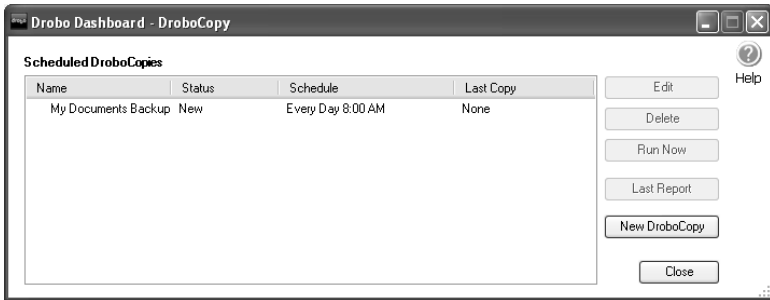 Drobo Dashboard - DroboCopy
Scheduled DroboCopies
Help
Name Status Schedule Last Copy
My Documents Backup New Every Day 8:00 AM None
Edit
Delete
Run Now
Last Report
New DroboCopy
Close